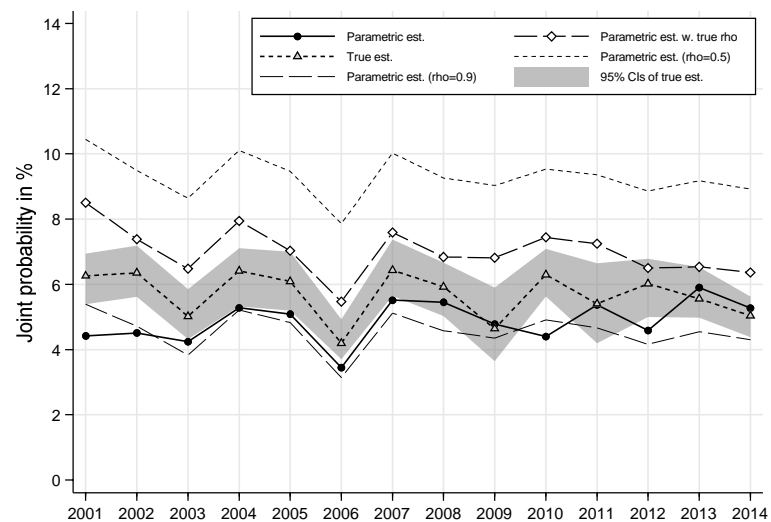 14
12
10
8
6
4
2
0
Joint probability in %
Parametric est.
Parametric est. w. true rho
True est.
Parametric est. (rho=0.5)
Parametric est. (rho=0.9)
95% CIs of true est.
2001 2002 2003 2004 2005 2006 2007 2008 2009 2010 2011 2012 2013 2014